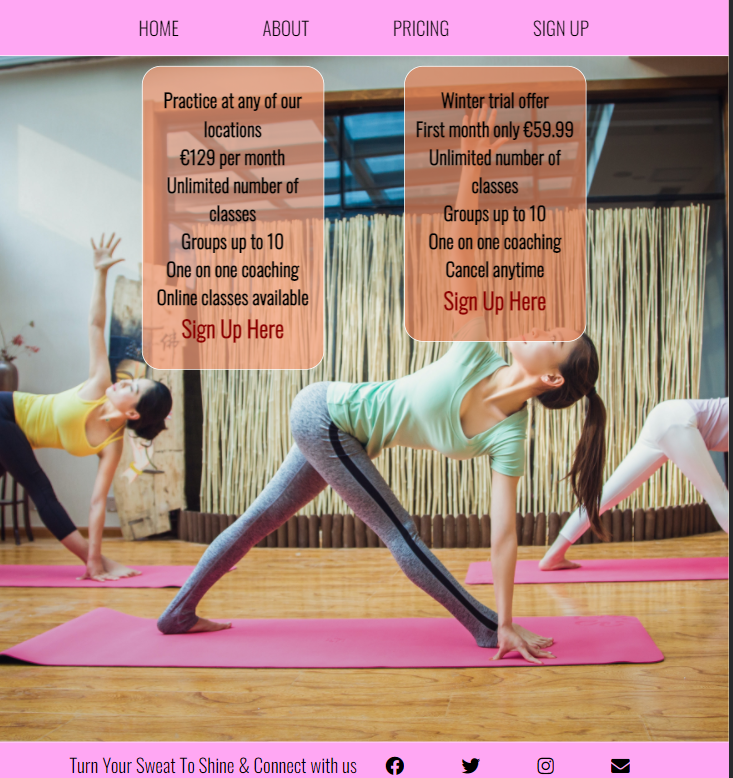 HOME ABOUT PRICING SIGN UP
Practice at any of our
locations
€129 per month
Unlimited number of
classes
Groups up to 10
One on one coaching
Online classes available
Sign Up Here
Winter trial offer
First month only €59.99
Unlimited number of
classes
Groups up to 10
One on one coaching
Cancel anytime
Sign Up Here
Turn Your Sweat To Shine & Connect with us